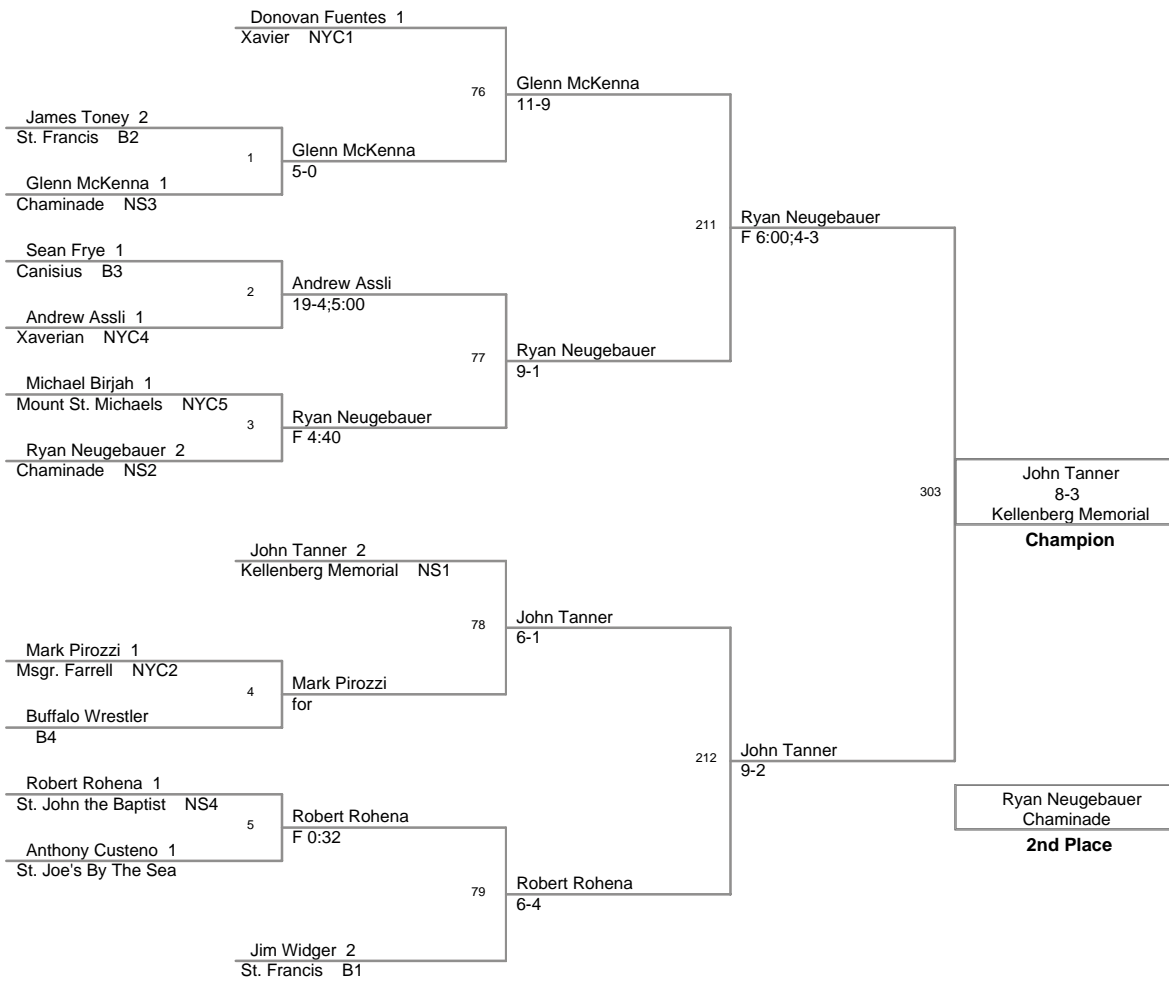 Donovan Fuentes 1
Xavier NYC1
76
Glenn McKenna
11-9
James Toney 2
St. Francis B2
1
Glenn McKenna
5-0
Glenn McKenna 1
Chaminade NS3
211
Ryan Neugebauer
F 6:00;4-3
Sean Frye 1
Canisius B3
2
Andrew Assli
19-4;5:00
Andrew Assli 1
Xaverian NYC4
77
Ryan Neugebauer
9-1
Michael Birjah 1
Mount St. Michaels NYC5
3
Ryan Neugebauer
F 4:40
Ryan Neugebauer 2
Chaminade NS2
303
John Tanner
8-3
Kellenberg Memorial
Champion
John Tanner 2
Kellenberg Memorial NS1
78
John Tanner
6-1
Mark Pirozzi 1
Msgr. Farrell NYC2
4
Mark Pirozzi
for
Buffalo Wrestler
B4
212
John Tanner
9-2
Robert Rohena 1
St. John the Baptist NS4
5
Robert Rohena
F 0:32
Anthony Custeno 1
St. Joe's By The Sea
Ryan Neugebauer
Chaminade
2nd Place
79
Robert Rohena
6-4
Jim Widger 2
St. Francis B1